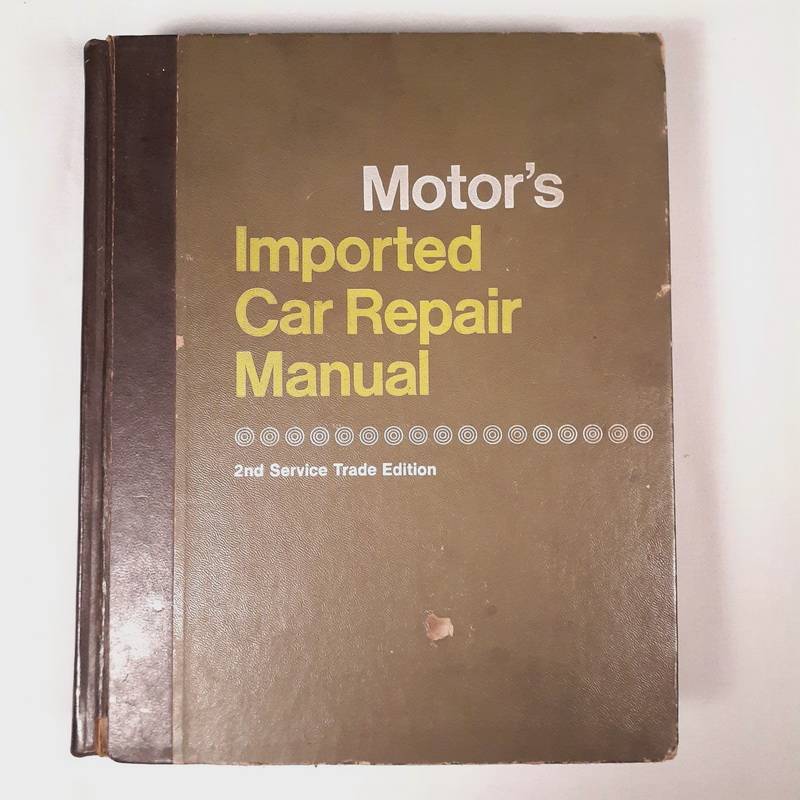 Motor's
Imported
Car Repair
Manual
2nd Service Trade Edition